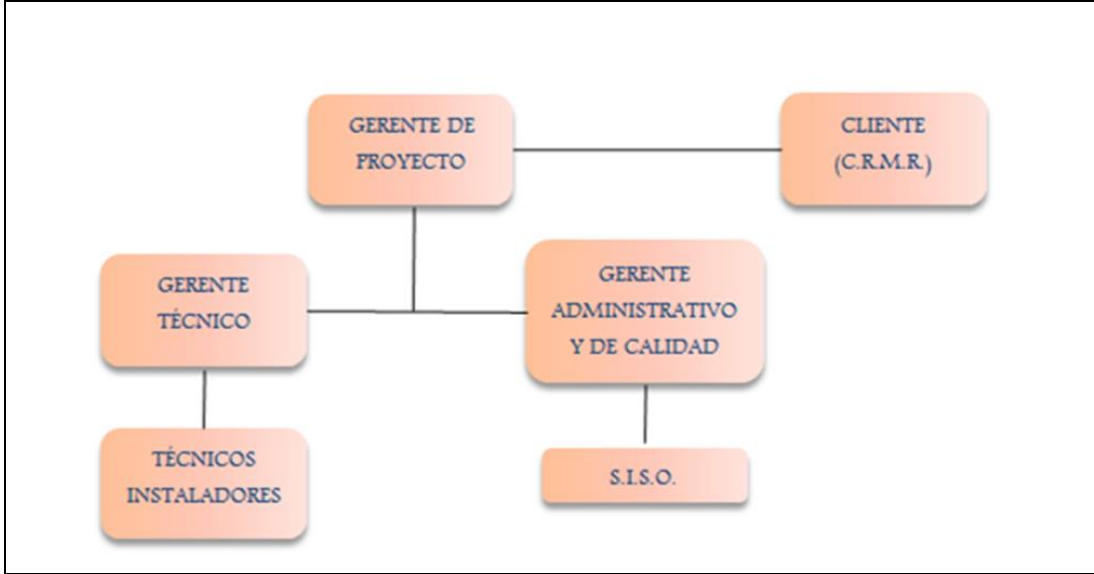 GERENTE DE
PROYECTO
CLIENTE
(C.R.M.R.)
GERENTE
TÉCNICO
GERENTE
ADMINISTRATIVO
Y DE CALIDAD
TÉCNICOS
INSTALADORES
S.I.S.O.